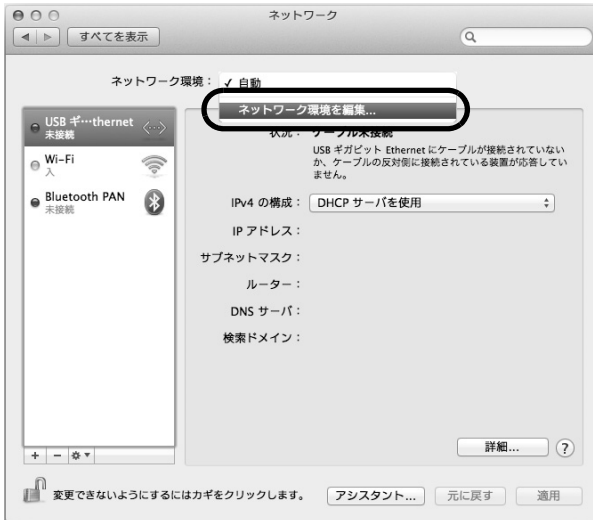 ネットワーク
すべてを表示
ネットワーク環境： ✓ 自動
ネットワーク環境を編集...
USB ギ…thernet
未接続
Wi-Fi
入
Bluetooth PAN
未接続
状況： ケーブル未接続
USB ギガビット Ethernet にケーブルが接続されていない
か、ケーブルの反対側に接続されている装置が応答してい
ません。
IPv4 の構成： DHCP サーバを使用
IP アドレス：
サブネットマスク：
ルーター：
DNS サーバ：
検索ドメイン：
詳細... ?
変更できないようにするにはカギをクリックします。 アシスタント... 元に戻す 適用